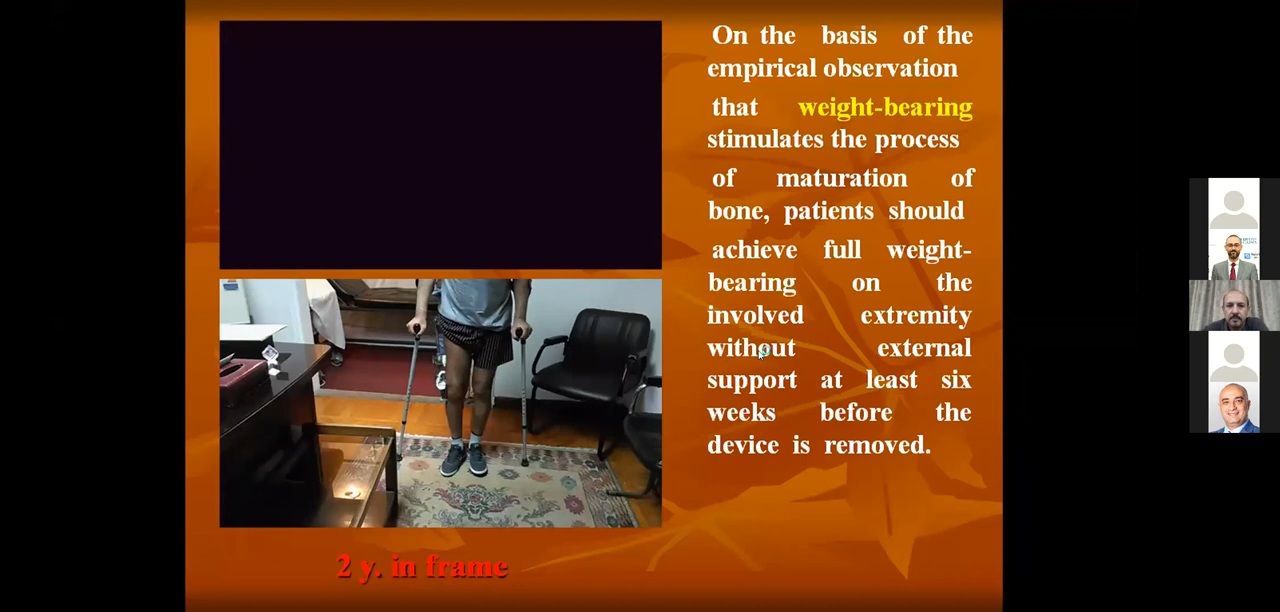 On the basis of the
empirical observation
that weight-bearing
stimulates the process
of maturation of
bone, patients should
achieve full weight-
bearing on the
involved extremity
without external
support at least six
weeks before the
device is removed.
2 y. in frame